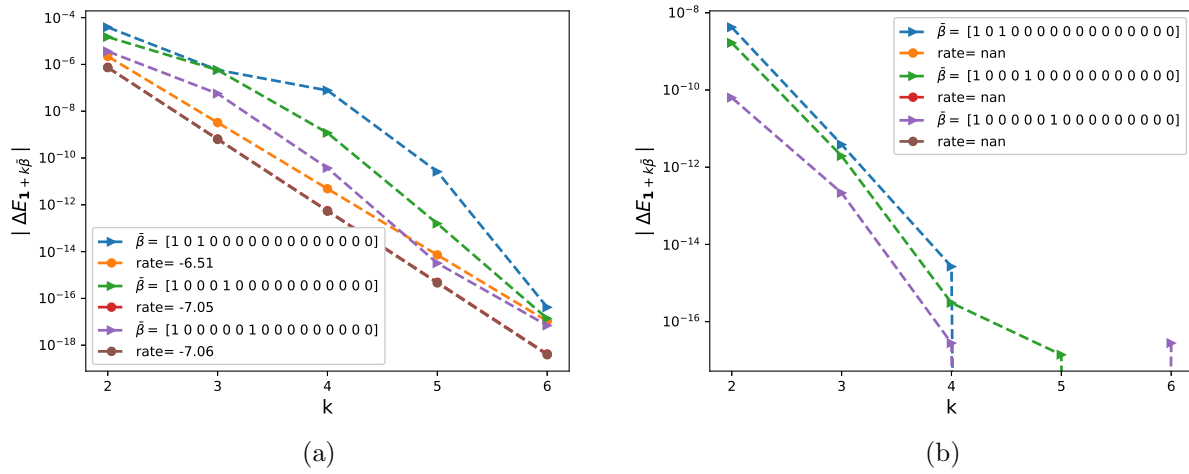 10⁻⁴
10⁻⁶
10⁻⁸
10⁻¹⁰
10⁻¹²
10⁻¹⁴
10⁻¹⁶
10⁻¹⁸
| ΔE_{𝟏 + kβ̄} |
β̄ = [1 0 1 0 0 0 0 0 0 0 0 0 0 0 0 0]
rate= -6.51
β̄ = [1 0 0 0 1 0 0 0 0 0 0 0 0 0 0 0]
rate= -7.05
β̄ = [1 0 0 0 0 0 1 0 0 0 0 0 0 0 0 0]
rate= -7.06
2 3 4 5 6
k
(a)
10⁻⁸
10⁻¹⁰
10⁻¹²
10⁻¹⁴
10⁻¹⁶
| ΔE_{𝟏 + kβ̄} |
β̄ = [1 0 1 0 0 0 0 0 0 0 0 0 0 0 0 0]
rate= nan
β̄ = [1 0 0 0 1 0 0 0 0 0 0 0 0 0 0 0]
rate= nan
β̄ = [1 0 0 0 0 0 1 0 0 0 0 0 0 0 0 0]
rate= nan
2 3 4 5 6
k
(b)